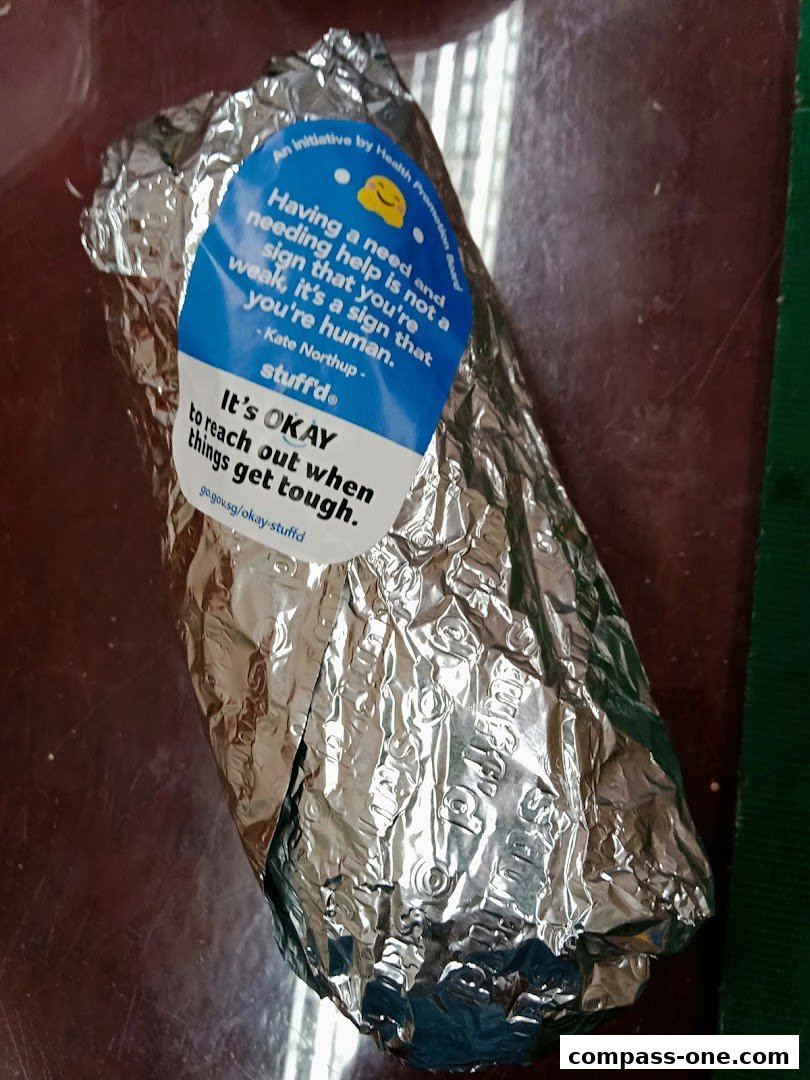 An initiative by Health Promotion Board
Having a need and
needing help is not a
sign that you're
weak, it's a sign that
you're human.
- Kate Northup -
stuff'd®
It's OKAY
to reach out when
things get tough.
go.gov.sg/okay-stuffd
stuff'd
compass-one.com